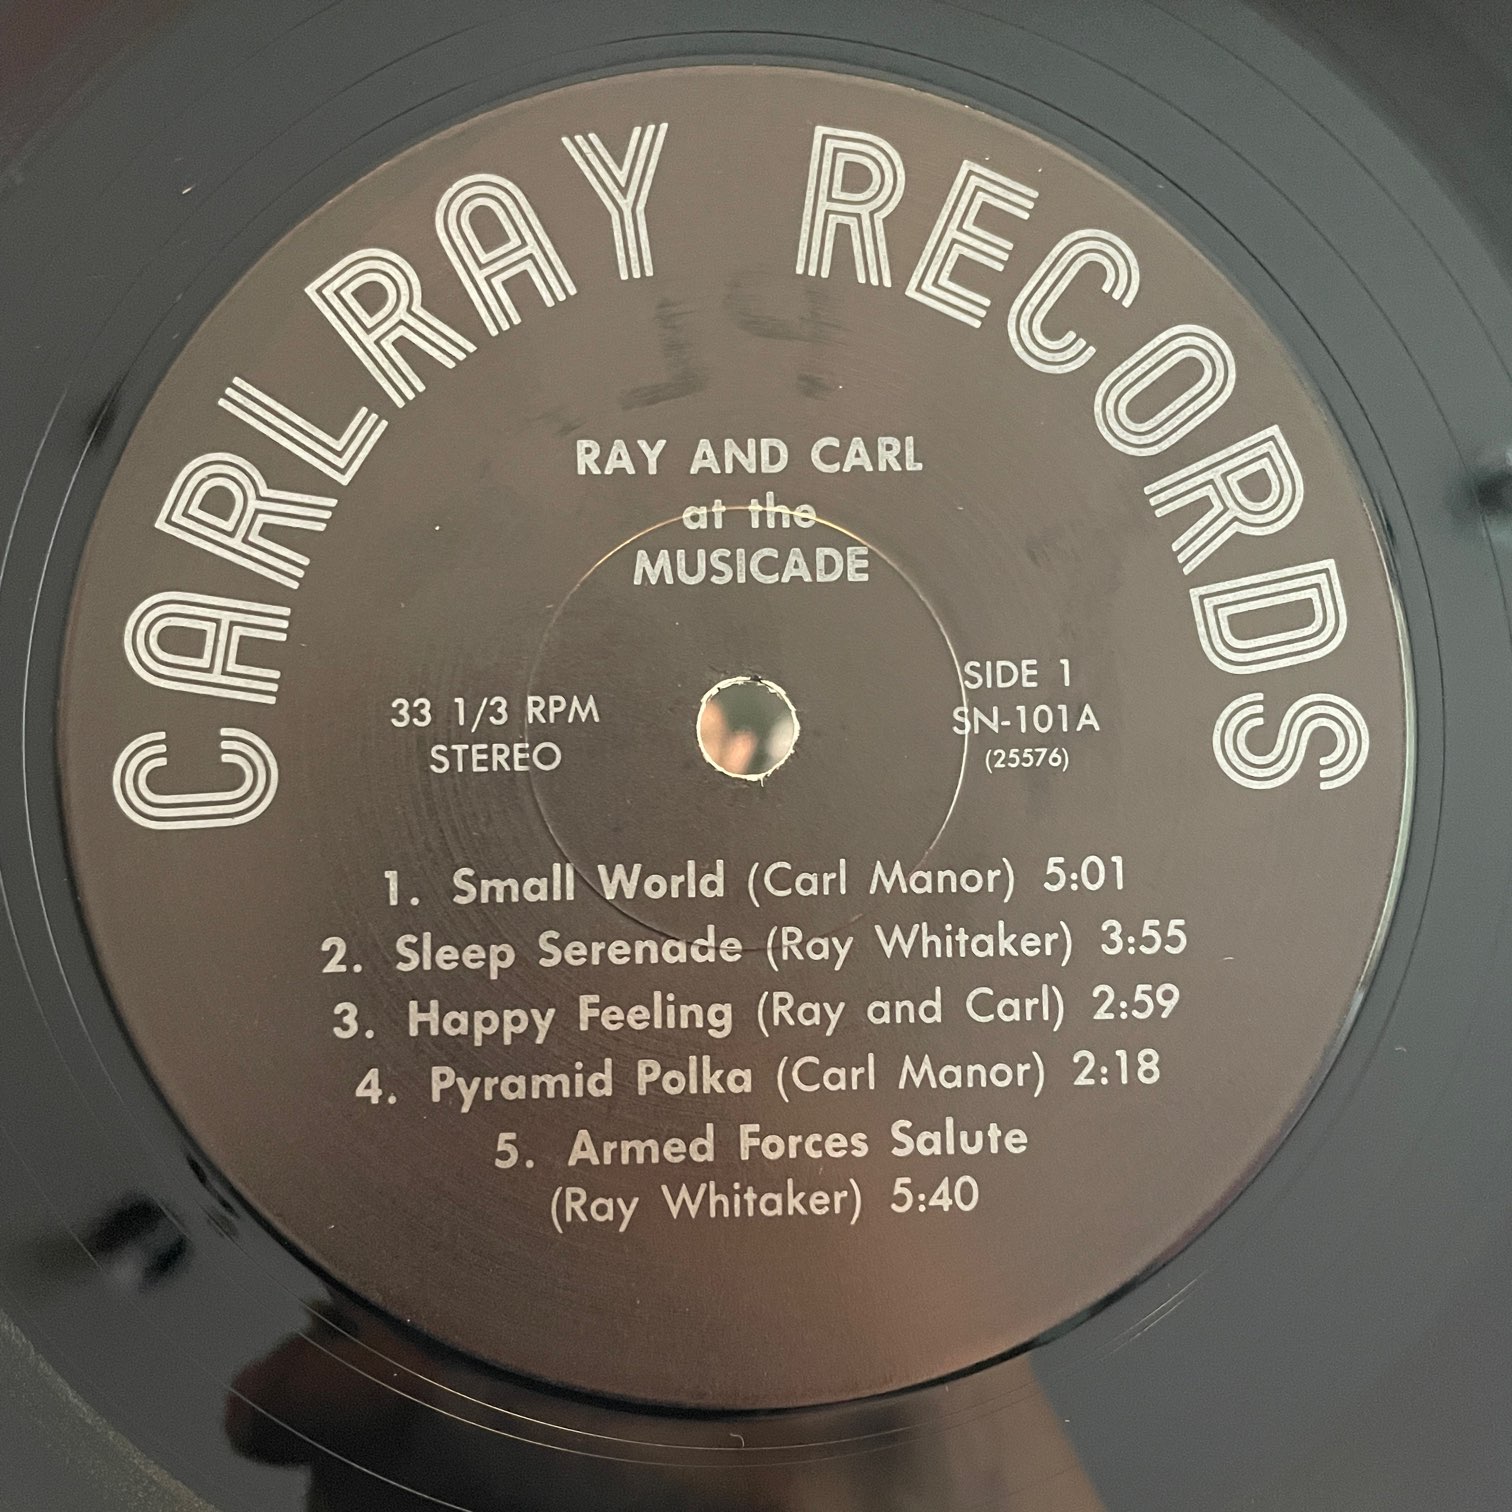 CARLRAY RECORDS
RAY AND CARL
at the
MUSICADE
33 1/3 RPM
STEREO
SIDE 1
SN-101A
(25576)
1. Small World (Carl Manor) 5:01
2. Sleep Serenade (Ray Whitaker) 3:55
3. Happy Feeling (Ray and Carl) 2:59
4. Pyramid Polka (Carl Manor) 2:18
5. Armed Forces Salute
(Ray Whitaker) 5:40